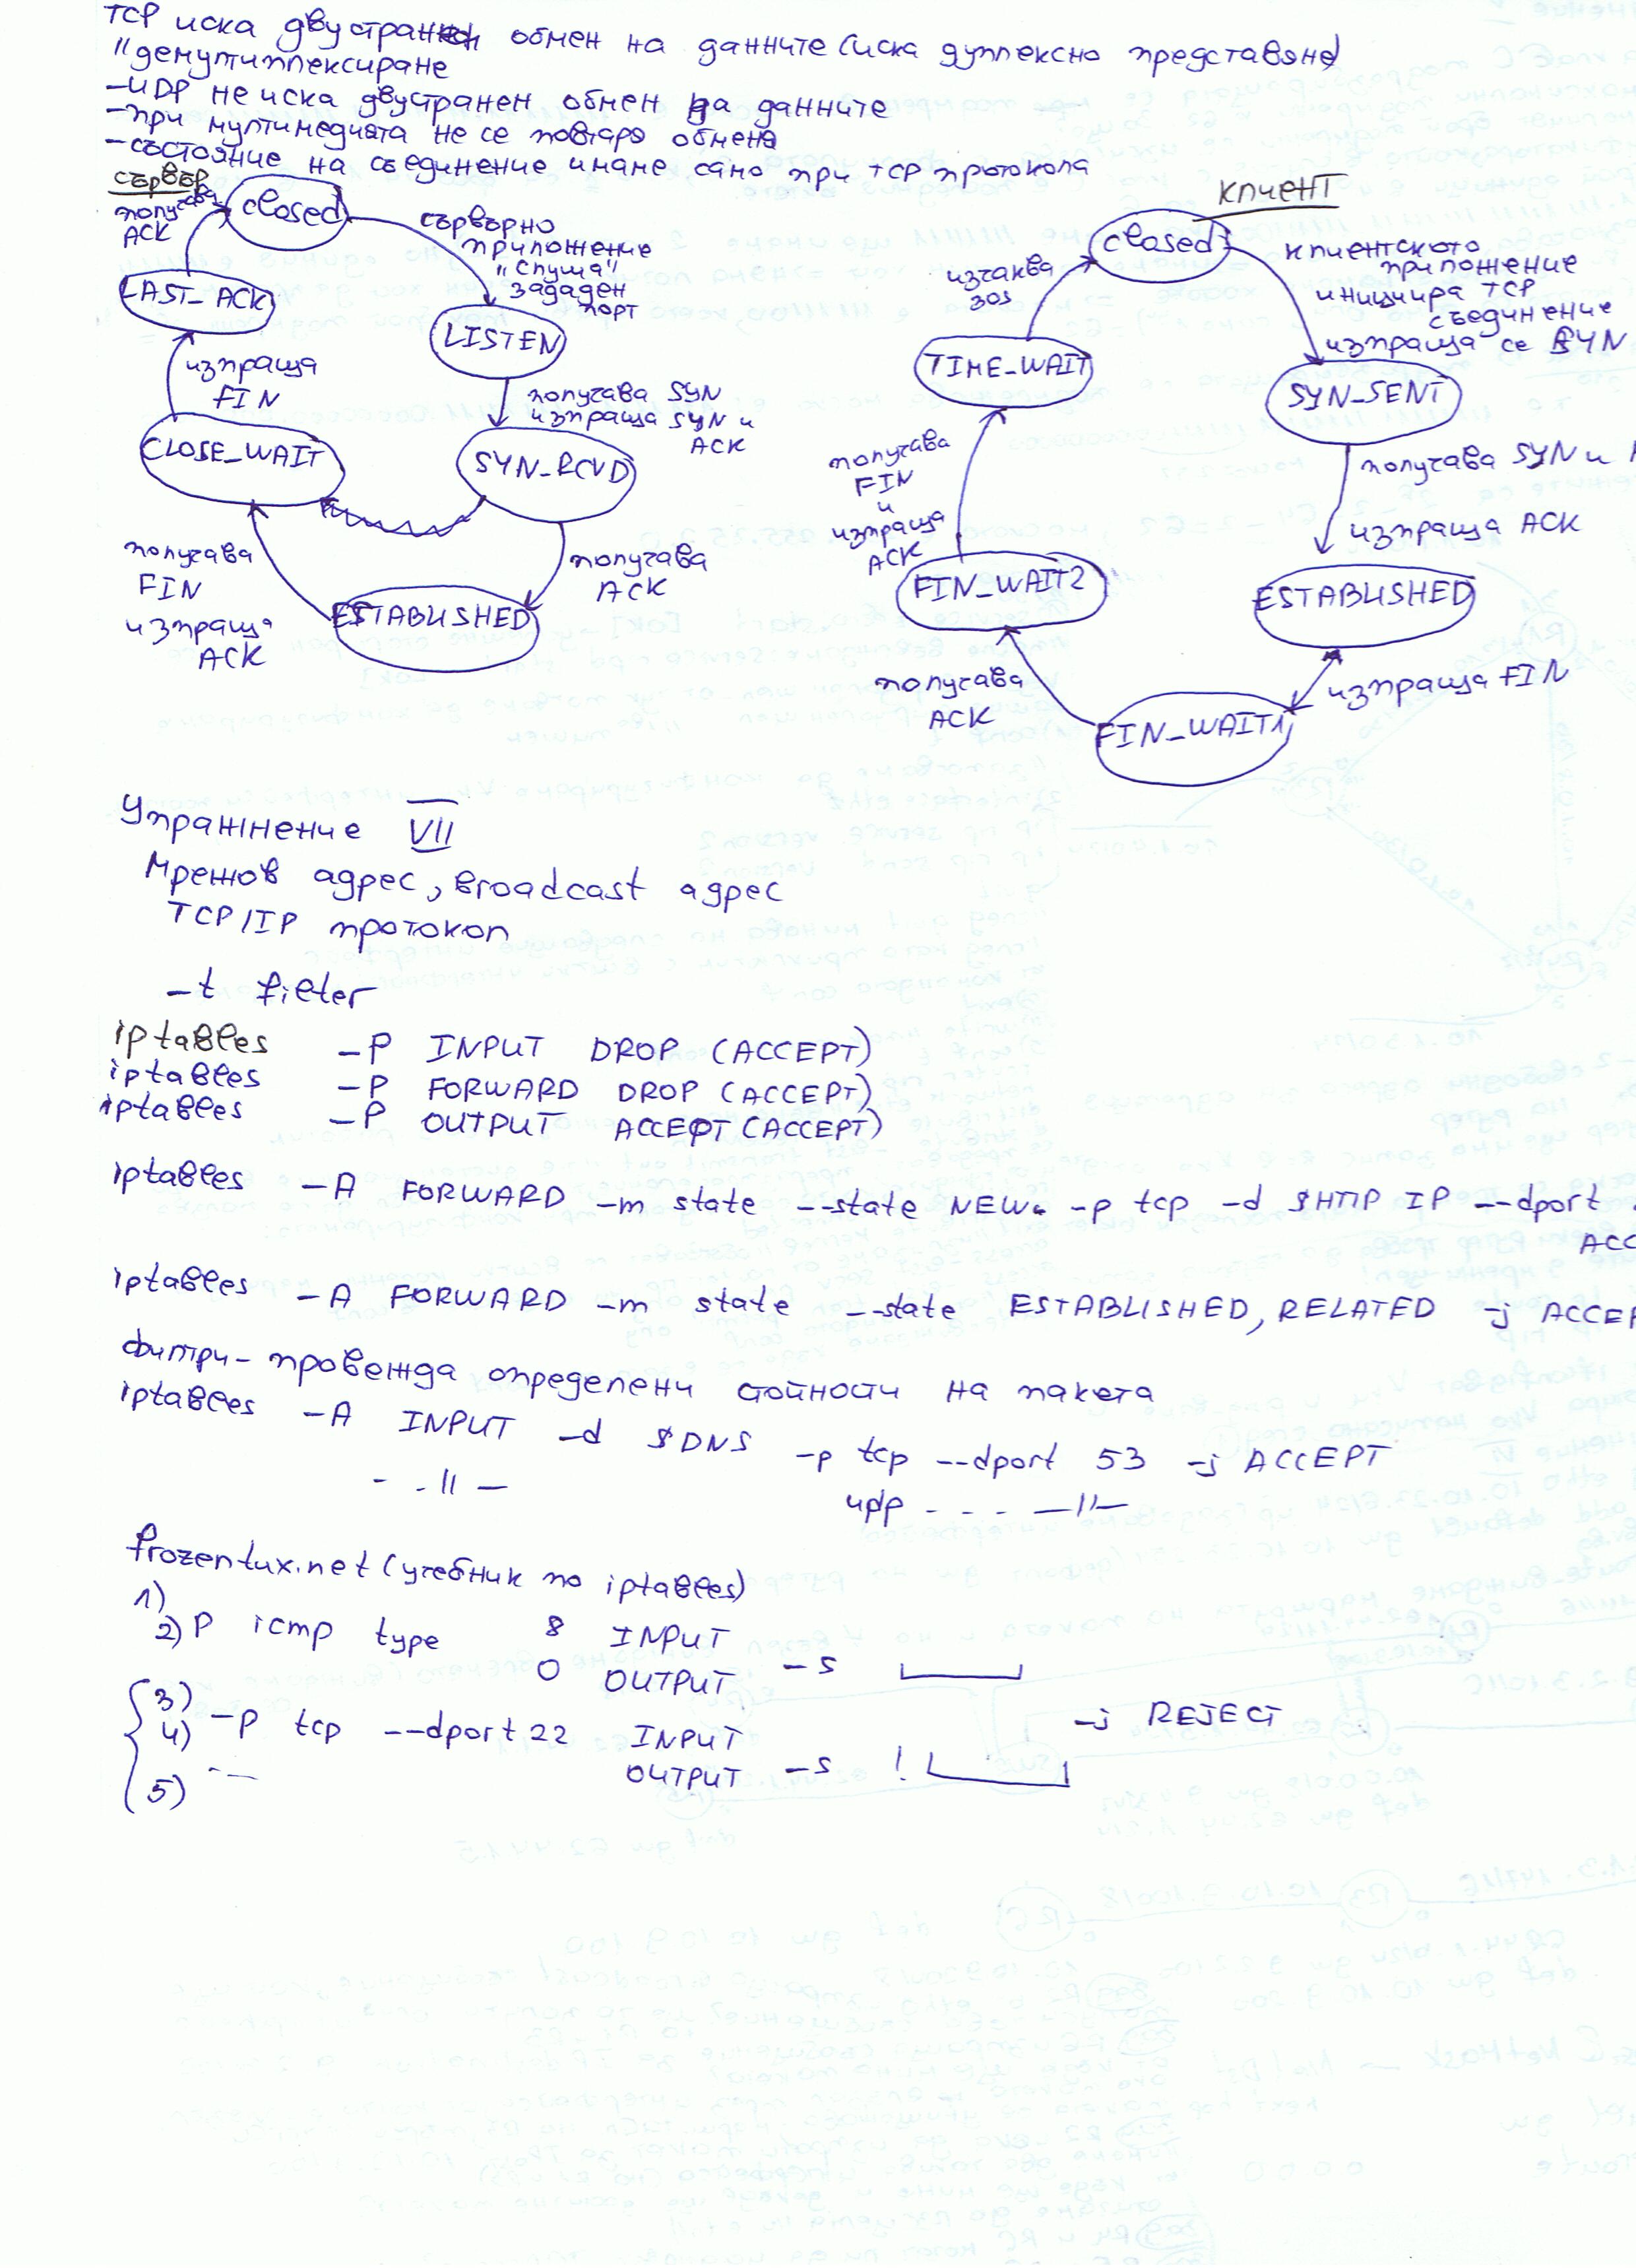 TCP иска двустранен обмен на данните (иска дуплексно представяне)
"демултиплексиране
-UDP не иска двустранен обмен на данните
-при мултимедията не се повтаря обмена
-състояние на съединение имаме само при TCP протокола
сървър
closed
получава
ACK
сървърно
приложение
"слуша"
зададен
порт
LAST_ACK
LISTEN
изпраща
FIN
получава SYN
изпраща SYN и
ACK
CLOSE_WAIT
SYN_RCVD
получава
FIN
изпраща
ACK
получава
ACK
ESTABLISHED
клиент
closed
изчаква
30s
клиентското
приложение
инициира TCP
съединение
изпраща се SYN
TIME_WAIT
SYN_SENT
получава
FIN
и
изпраща
ACK
получава SYN и
изпраща ACK
FIN_WAIT2
ESTABLISHED
получава
ACK
изпраща FIN
FIN_WAIT1
Упражнение VII
Мрежов адрес, broadcast адрес
TCP/IP протокол
-t filter
iptables -P INPUT DROP (ACCEPT)
iptables -P FORWARD DROP (ACCEPT)
iptables -P OUTPUT ACCEPT (ACCEPT)
iptables -A FORWARD -m state --state NEW -p tcp -d $HTTP IP --dport
ACC
iptables -A FORWARD -m state --state ESTABLISHED, RELATED -j ACCEP
филтри- провежда определени стойности на пакета
iptables -A INPUT -d $DNS -p tcp --dport 53 -j ACCEPT
- . 11 — udp - - - —11—
frozentux.net (учебник по iptables)
1)
2) P icmp type 8 INPUT
0 OUTPUT -s
3)
4) -P tcp --dport 22 INPUT -j REJECT
OUTPUT -s !
5)